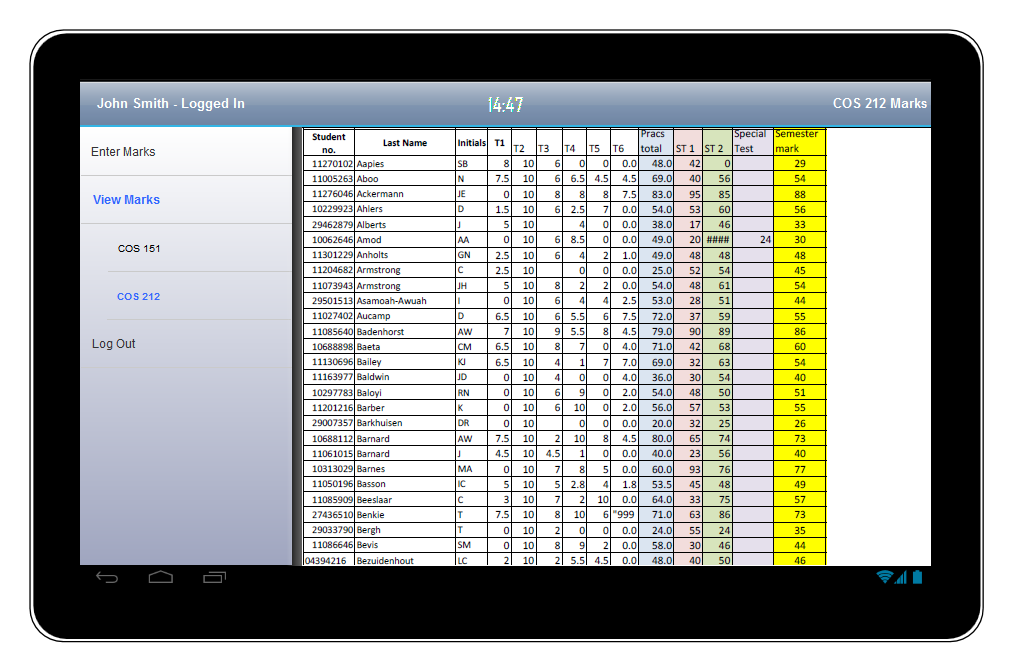 John Smith - Logged In 14:47 COS 212 Marks
Enter Marks
View Marks
COS 151
COS 212
Log Out
Student no. Last Name Initials T1 T2 T3 T4 T5 T6 Pracs total ST 1 ST 2 Special Test Semester mark
11270102 Aapies SB 8 10 6 0 0 0.0 48.0 42 0 29
11005263 Aboo N 7.5 10 6 6.5 4.5 4.5 69.0 40 56 54
11276046 Ackermann JE 0 10 8 8 8 7.5 83.0 95 85 88
10229923 Ahlers D 1.5 10 6 2.5 7 0.0 54.0 53 60 56
29462879 Alberts J 5 10 4 0 0.0 38.0 17 46 33
10062646 Amod AA 0 10 6 8.5 0 0.0 49.0 20 #### 24 30
11301229 Anholts GN 2.5 10 6 4 2 1.0 49.0 48 48 48
11204682 Armstrong C 2.5 10 0 0 0.0 25.0 52 54 45
11073943 Armstrong JH 5 10 8 2 2 0.0 54.0 48 61 54
29501513 Asamoah-Awuah I 0 10 6 4 4 2.5 53.0 28 51 44
11027402 Aucamp D 6.5 10 6 5.5 6 7.5 72.0 37 59 55
11085640 Badenhorst AW 7 10 9 5.5 8 4.5 79.0 90 89 86
10688898 Baeta CM 6.5 10 8 7 0 4.0 71.0 42 68 60
11130696 Bailey KJ 6.5 10 4 1 7 7.0 69.0 32 63 54
11163977 Baldwin JD 0 10 4 0 0 4.0 36.0 30 54 40
10297783 Baloyi RN 0 10 6 9 0 2.0 54.0 48 50 51
11201216 Barber K 0 10 6 10 0 2.0 56.0 57 53 55
29007357 Barkhuisen DR 0 10 0 0 0.0 20.0 32 25 26
10688112 Barnard AW 7.5 10 2 10 8 4.5 80.0 65 74 73
11061015 Barnard J 4.5 10 4.5 1 0 0.0 40.0 23 56 40
10313029 Barnes MA 0 10 7 8 5 0.0 60.0 93 76 77
11050196 Basson IC 5 10 5 2.8 4 1.8 53.5 45 48 49
11085909 Beeslaar C 3 10 7 2 10 0.0 64.0 33 75 57
27436510 Benkie T 7.5 10 8 10 6 "999 71.0 63 86 73
29033790 Bergh T 0 10 2 0 0 0.0 24.0 55 24 35
11086646 Bevis SM 0 10 8 9 2 0.0 58.0 30 46 44
04394216 Bezuidenhout LC 2 10 2 5.5 4.5 0.0 48.0 40 50 46